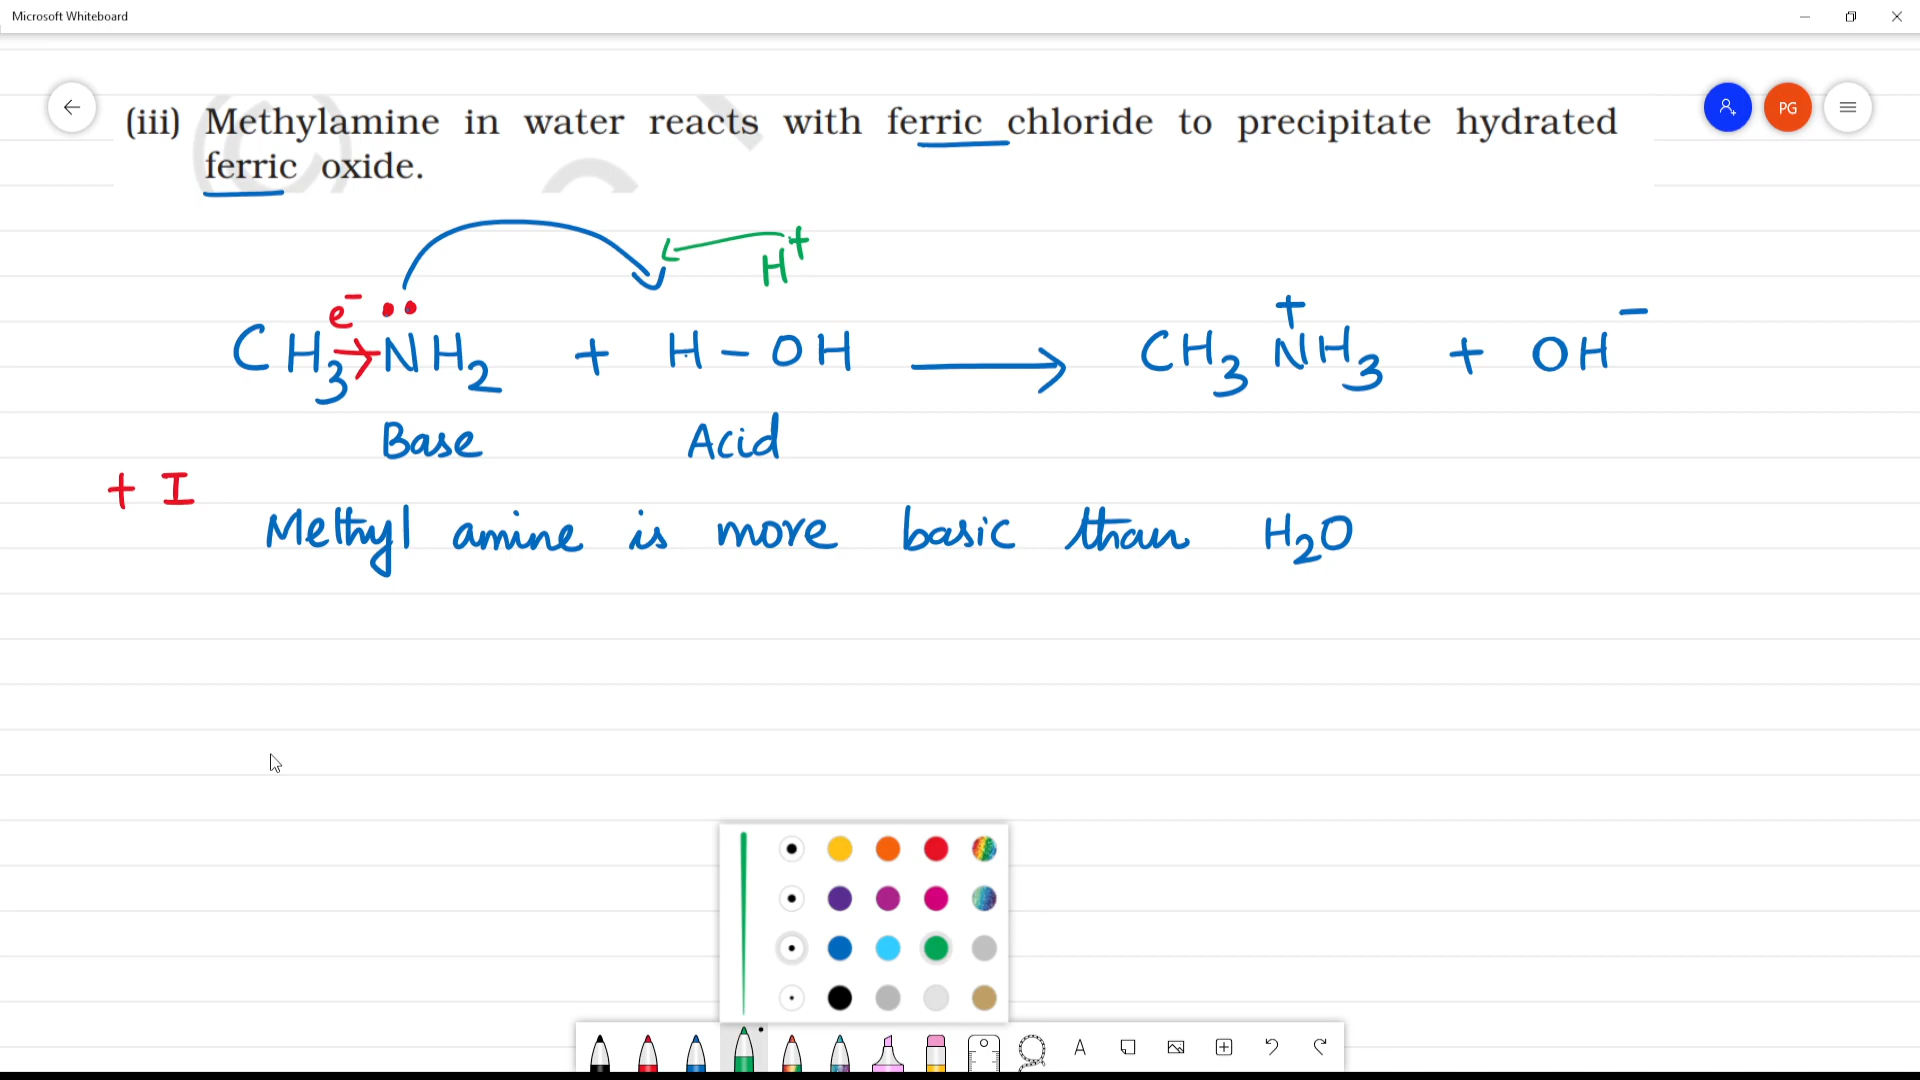 Microsoft Whiteboard
(iii) Methylamine in water reacts with ferric chloride to precipitate hydrated
ferric oxide.
PG
H⁺
e⁻ ••
CH₃→NH₂ + H-OH ⟶ CH₃N⁺H₃ + OH⁻
Base Acid
+ I
Methyl amine is more basic than H₂O
A